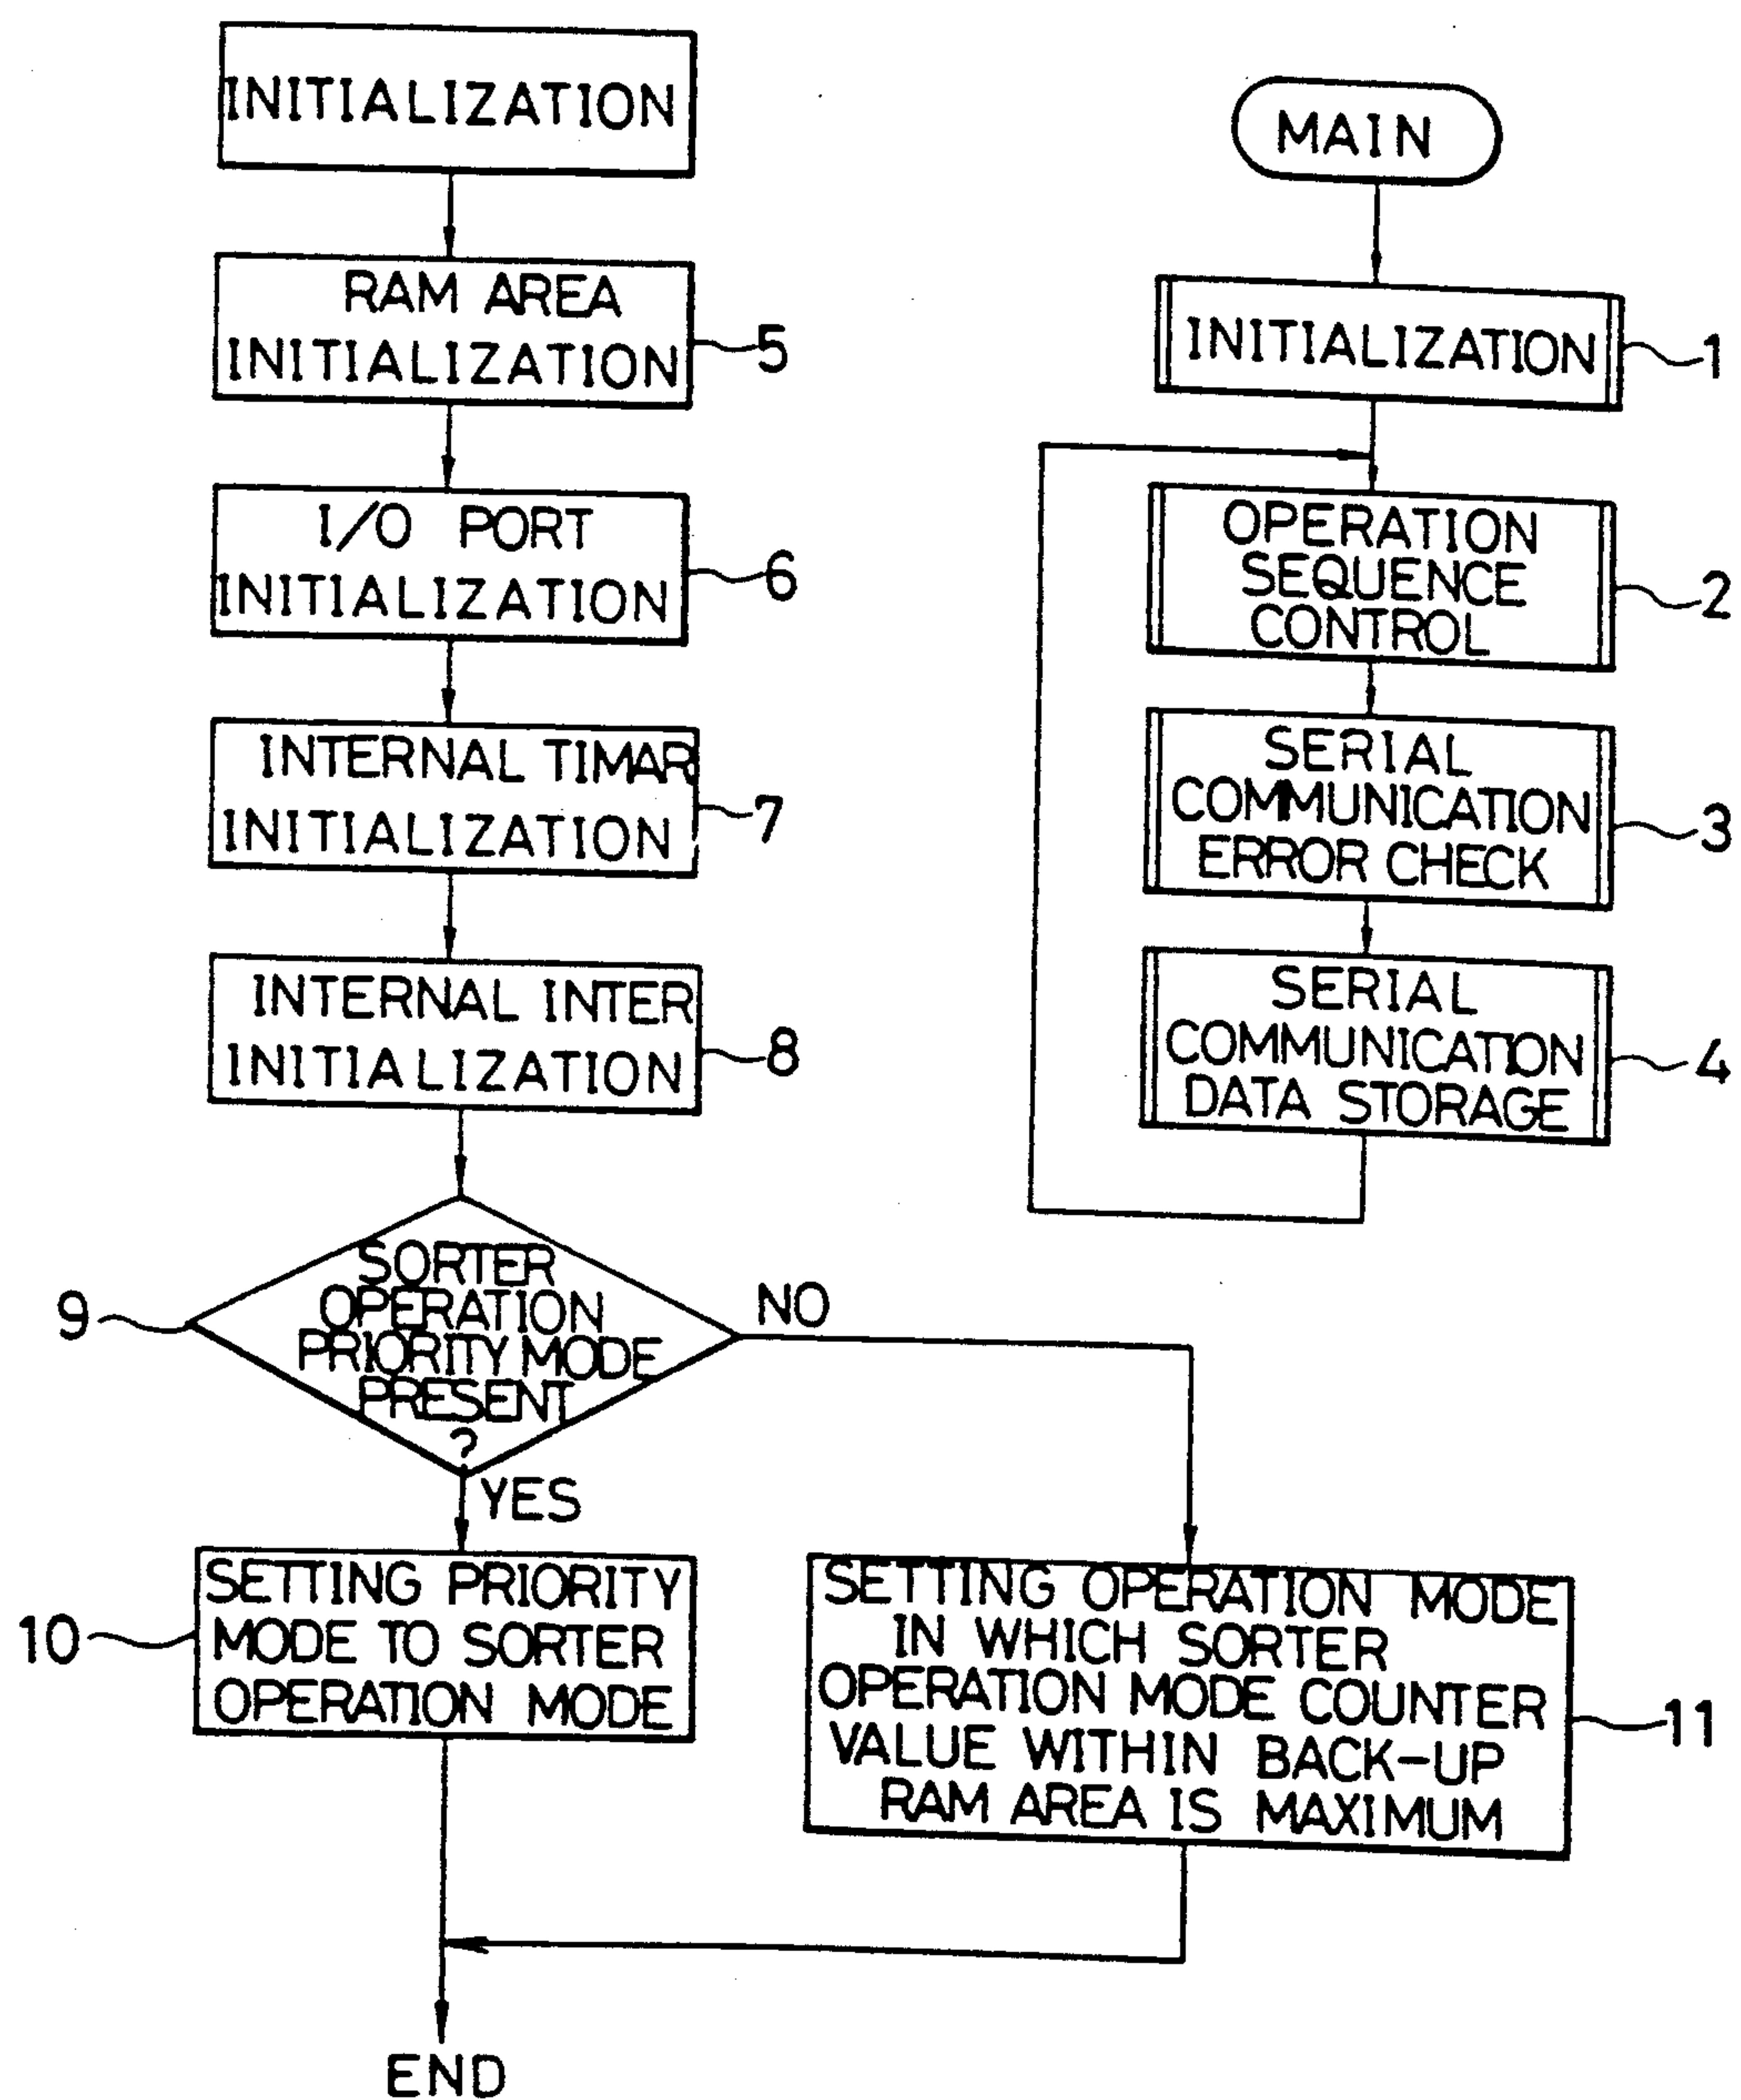 INITIALIZATION
RAM AREA
INITIALIZATION
5
I/O PORT
INITIALIZATION
6
INTERNAL TIMAR
INITIALIZATION
7
INTERNAL INTER
INITIALIZATION
8
SORTER
OPERATION
PRIORITY MODE
PRESENT
?
9
NO
YES
SETTING PRIORITY
MODE TO SORTER
OPERATION MODE
10
SETTING OPERATION MODE
IN WHICH SORTER
OPERATION MODE COUNTER
VALUE WITHIN BACK-UP
RAM AREA IS MAXIMUM
11
END
MAIN
INITIALIZATION
1
OPERATION
SEQUENCE
CONTROL
2
SERIAL
COMMUNICATION
ERROR CHECK
3
SERIAL
COMMUNICATION
DATA STORAGE
4